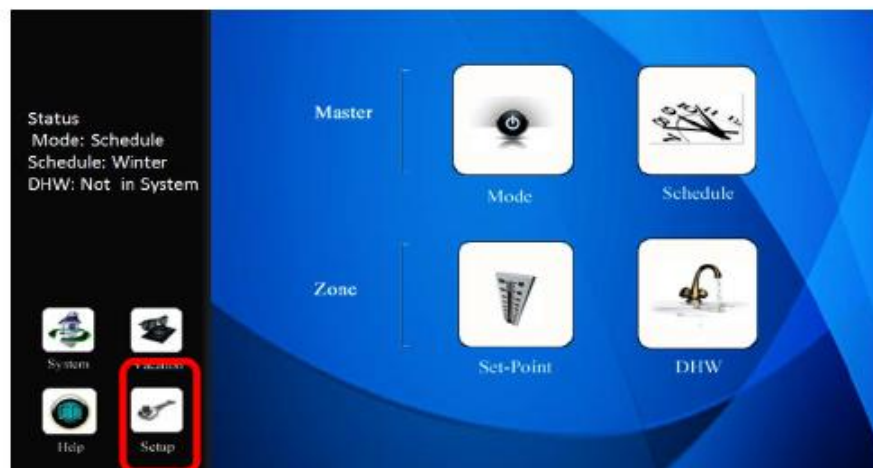 Status
Mode: Schedule
Schedule: Winter
DHW: Not in System
Master
Mode
Schedule
Zone
Set-Point
DHW
System
Vacation
Help
Setup